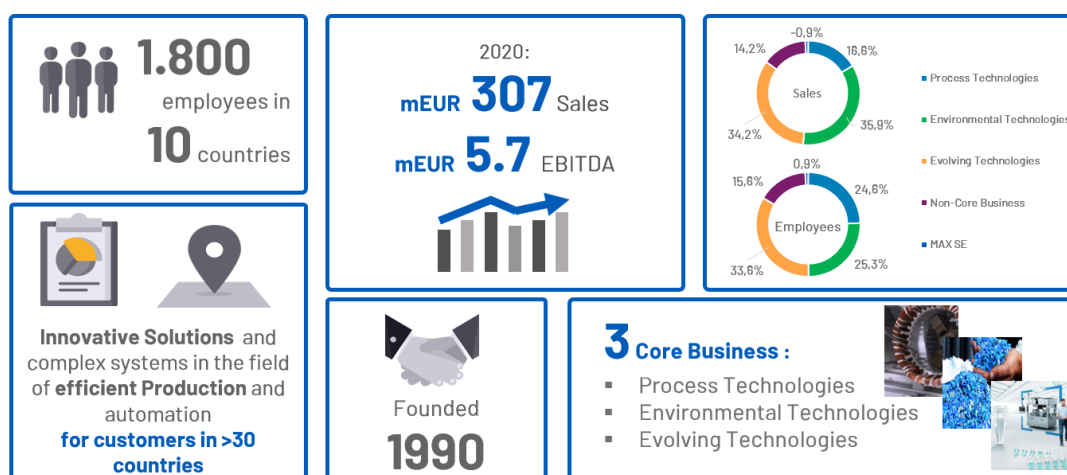 1.800
employees in
10 countries
2020:
mEUR 307 Sales
mEUR 5.7 EBITDA
-0,9%
14,2%
16,6%
Sales
34,2%
35,9%
0,9%
15,6%
24,6%
Employees
33,6%
25,3%
Process Technologies
Environmental Technologies
Evolving Technologies
Non-Core Business
MAX SE
Innovative Solutions and
complex systems in the field
of efficient Production and
automation
for customers in >30
countries
Founded
1990
3 Core Business :
▪ Process Technologies
▪ Environmental Technologies
▪ Evolving Technologies